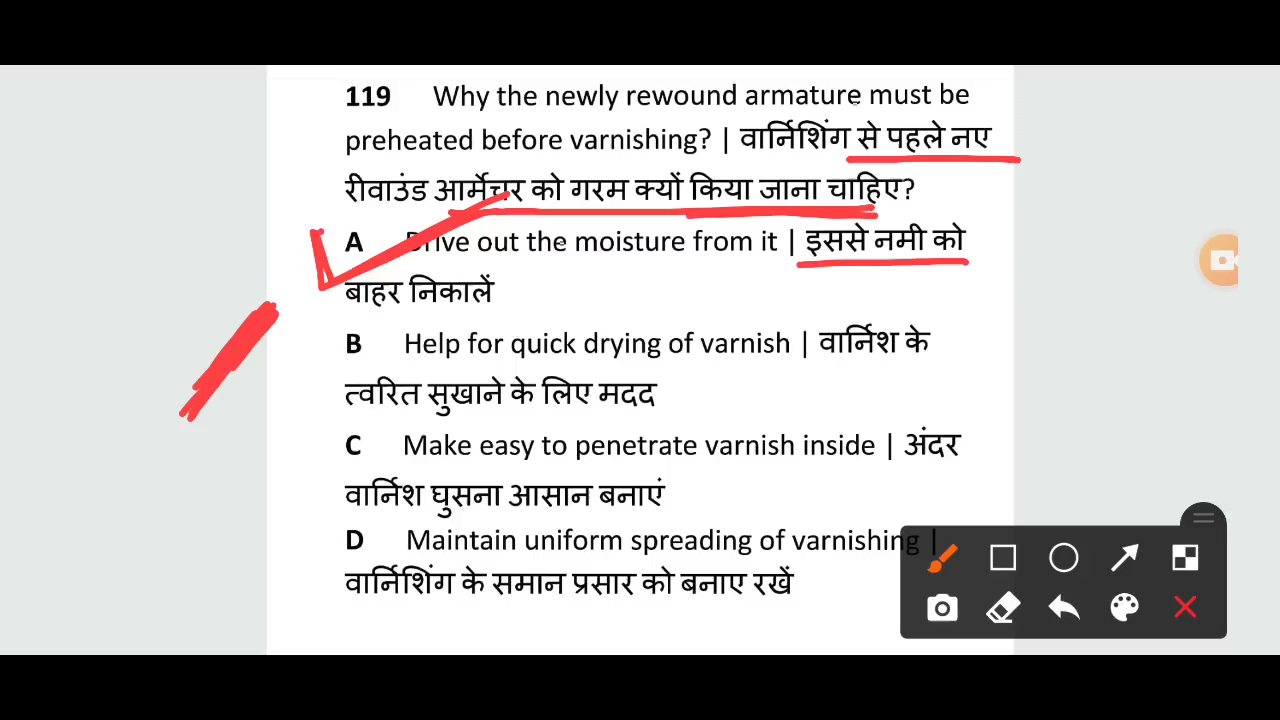 119 Why the newly rewound armature must be
preheated before varnishing? | वार्निशिंग से पहले नए
रीवाउंड आर्मेचर को गरम क्यों किया जाना चाहिए?
A Drive out the moisture from it | इससे नमी को
बाहर निकालें
B Help for quick drying of varnish | वार्निश के
त्वरित सुखाने के लिए मदद
C Make easy to penetrate varnish inside | अंदर
वार्निश घुसना आसान बनाएं
D Maintain uniform spreading of varnishing |
वार्निशिंग के समान प्रसार को बनाए रखें